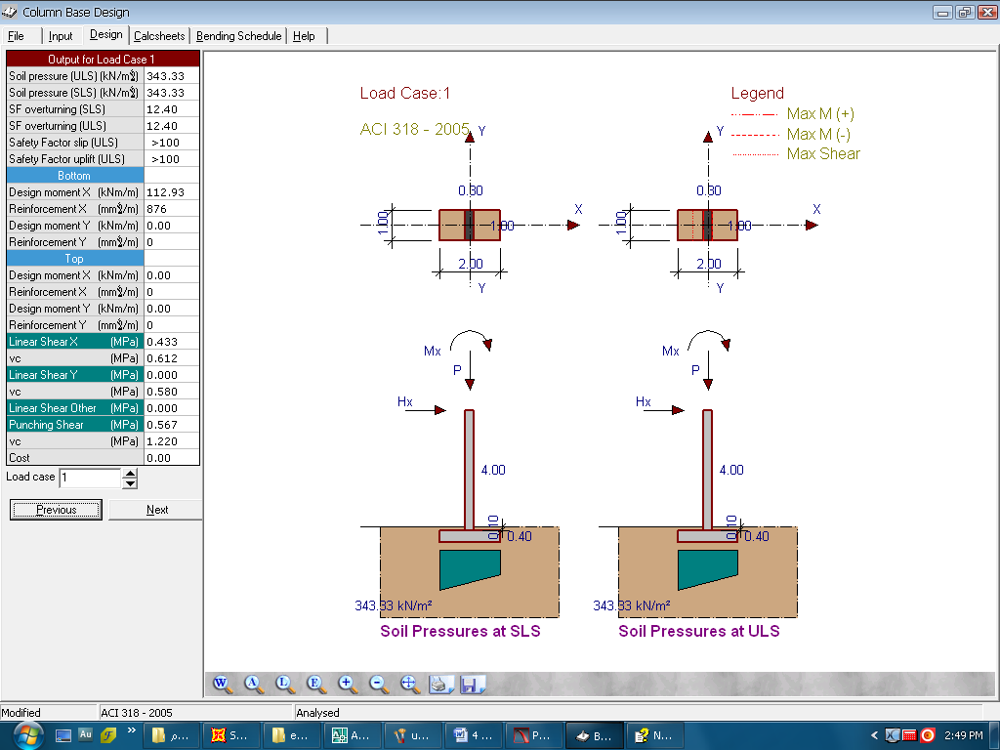 Column Base Design
File Input Design Calcsheets Bending Schedule Help
Output for Load Case 1
Soil pressure (ULS) (kN/m²) 343.33
Soil pressure (SLS) (kN/m²) 343.33
SF overturning (SLS) 12.40
SF overturning (ULS) 12.40
Safety Factor slip (ULS) >100
Safety Factor uplift (ULS) >100
Bottom
Design moment X (kNm/m) 112.93
Reinforcement X (mm²/m) 876
Design moment Y (kNm/m) 0.00
Reinforcement Y (mm²/m) 0
Top
Design moment X (kNm/m) 0.00
Reinforcement X (mm²/m) 0
Design moment Y (kNm/m) 0.00
Reinforcement Y (mm²/m) 0
Linear Shear X (MPa) 0.433
vc (MPa) 0.612
Linear Shear Y (MPa) 0.000
vc (MPa) 0.580
Linear Shear Other (MPa) 0.000
Punching Shear (MPa) 0.567
vc (MPa) 1.220
Cost 0.00
Load case 1
Previous Next
Load Case:1
ACI 318 - 2005
Legend
Max M (+)
Max M (-)
Max Shear
Y
0.30
X
1.00
1.00
2.00
Y
Y
0.30
X
1.00
1.00
2.00
Y
Mx
P
Hx
4.00
0.10
0.40
343.33 kN/m²
Soil Pressures at SLS
Mx
P
Hx
4.00
0.10
0.40
343.33 kN/m²
Soil Pressures at ULS
W A L E
Modified ACI 318 - 2005 Analysed
Au » م... S... e... A... u... 4 ... P... B... N... < 2:49 PM